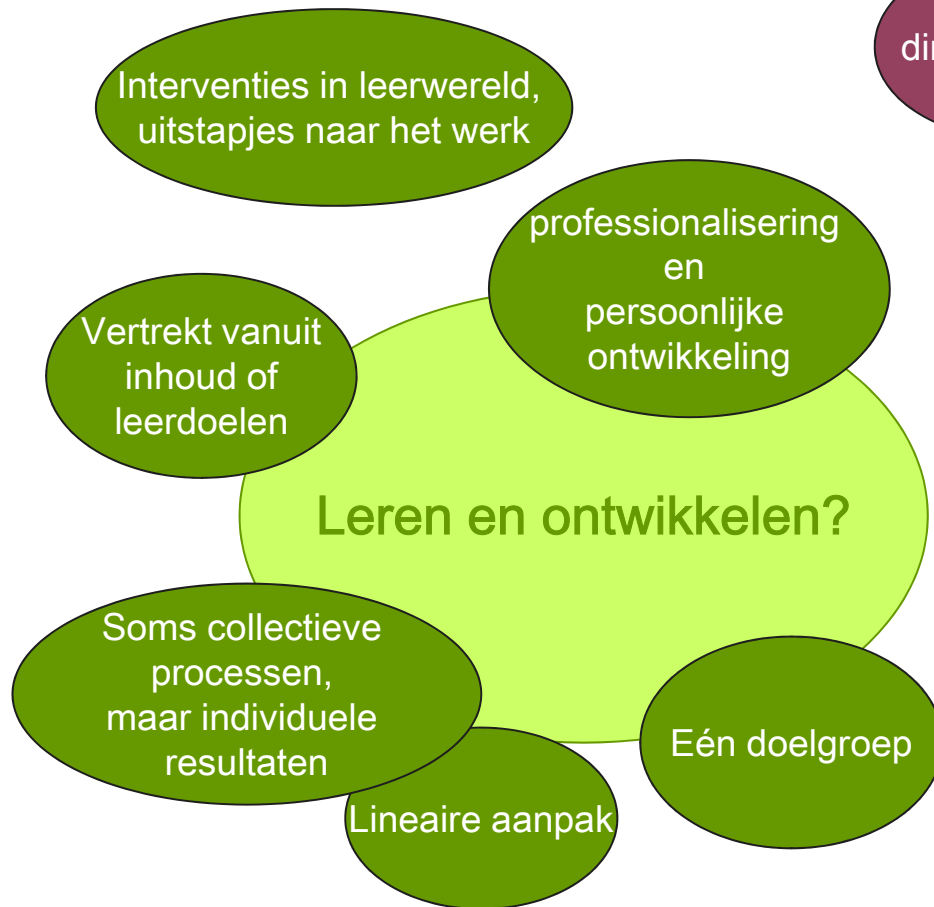 Interventies in leerwereld,
uitstapjes naar het werk
professionalisering
en
persoonlijke
ontwikkeling
Vertrekt vanuit
inhoud of
leerdoelen
Leren en ontwikkelen?
Soms collectieve
processen,
maar individuele
resultaten
Eén doelgroep
Lineaire aanpak